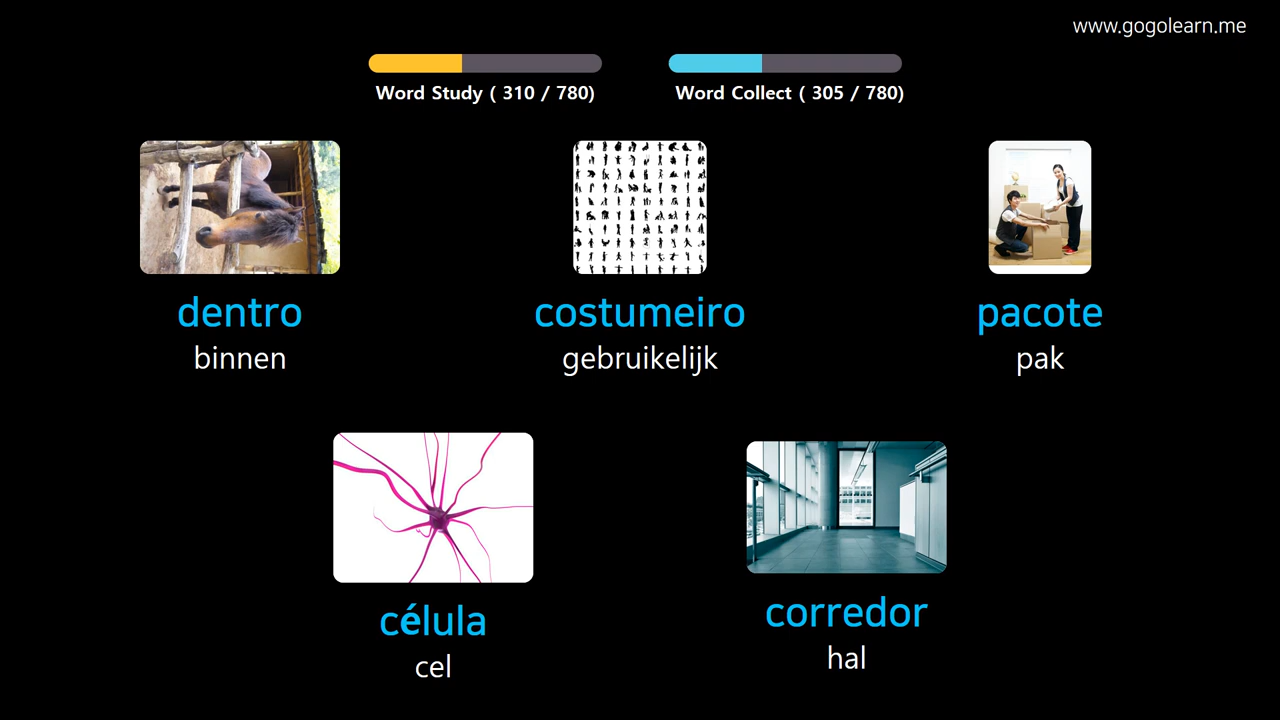 www.gogolearn.me
Word Study ( 310 / 780)
Word Collect ( 305 / 780)
dentro
binnen
costumeiro
gebruikelijk
pacote
pak
célula
cel
corredor
hal